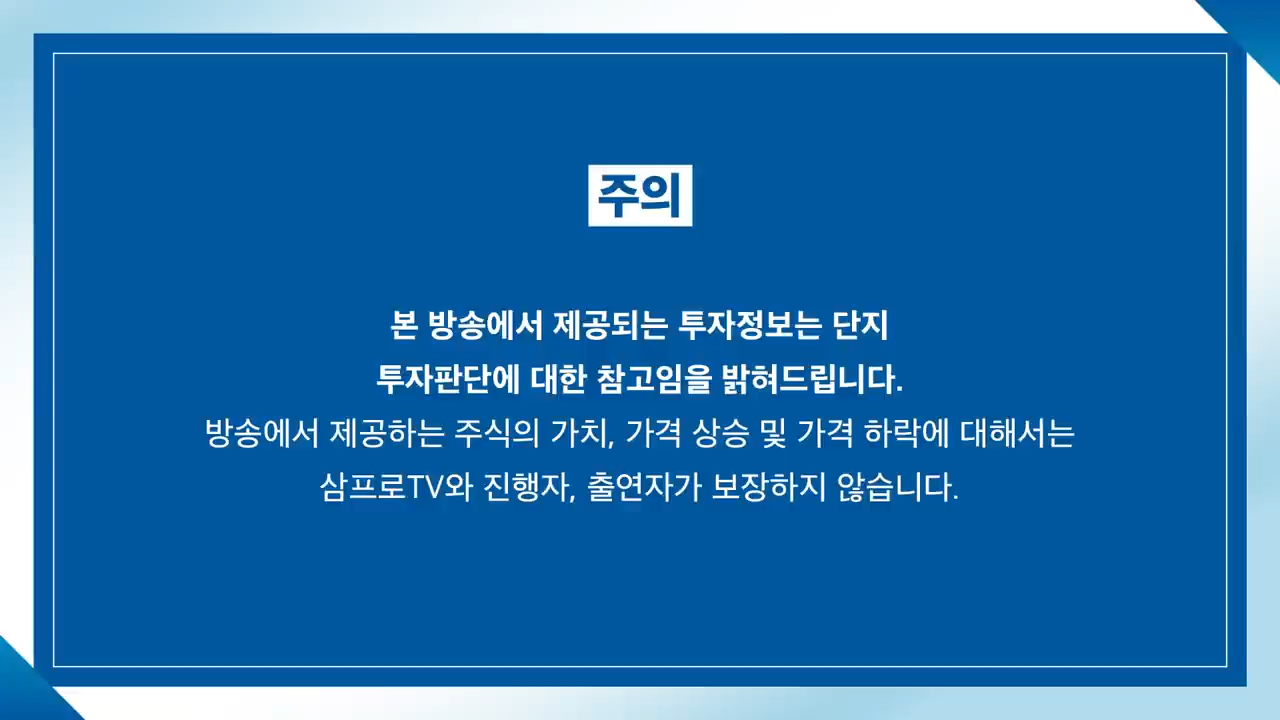 주의
본 방송에서 제공되는 투자정보는 단지
투자판단에 대한 참고임을 밝혀드립니다.
방송에서 제공하는 주식의 가치, 가격 상승 및 가격 하락에 대해서는
삼프로TV와 진행자, 출연자가 보장하지 않습니다.